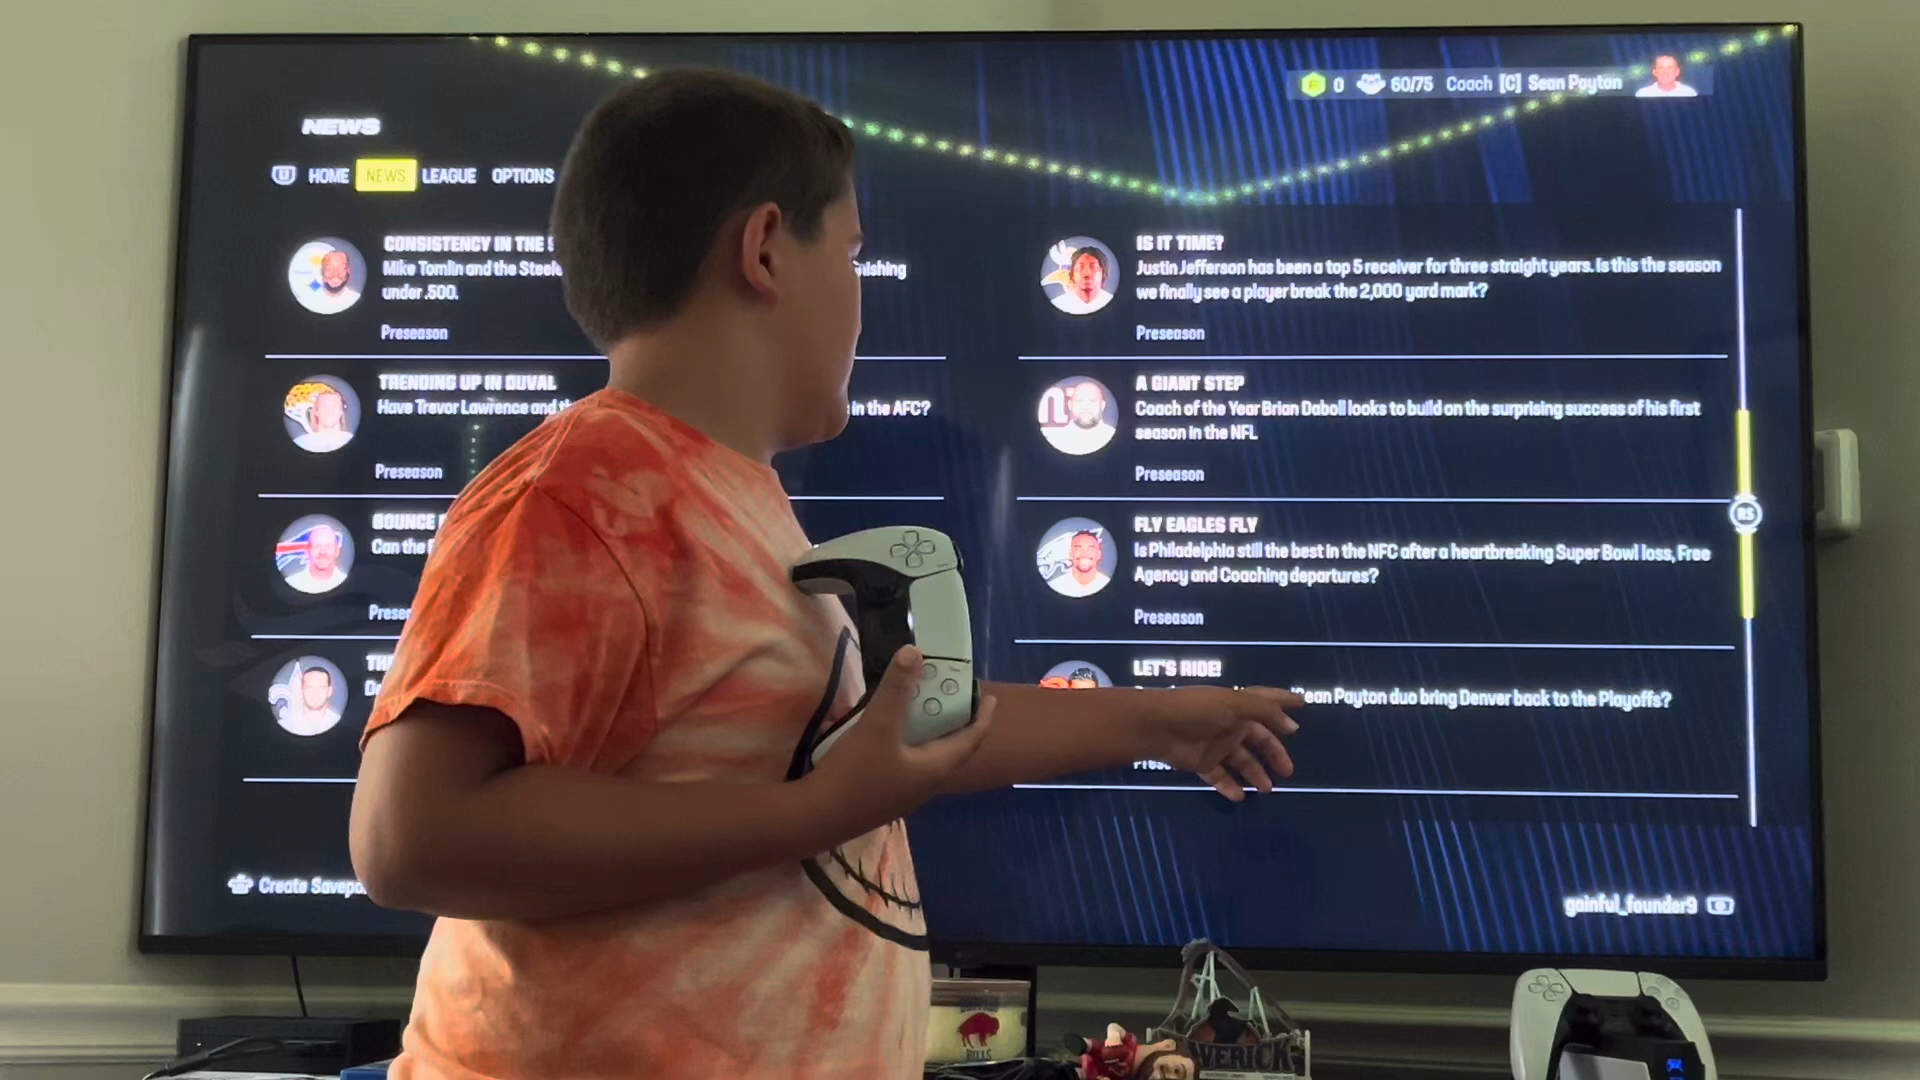 0 60/75 Coach [C] Sean Payton
NEWS
HOME NEWS LEAGUE OPTIONS
CONSISTENCY IN THE
Mike Tomlin and the
under .500.
Preseason
TRENDING UP IN DUVAL
Have Trevor Lawrence and in the AFC?
Preseason
BOUNCE
Can the
IS IT TIME?
Justin Jefferson has been a top 5 receiver for three straight years. Is this the season
we finally see a player break the 2,000 yard mark?
Preseason
A GIANT STEP
Coach of the Year Brian Daboll looks to build on the surprising success of his first
season in the NFL
Preseason
FLY EAGLES FLY
Is Philadelphia still the best in the NFC after a heartbreaking Super Bowl loss, Free
Agency and Coaching departures?
Preseason
LET'S RIDE!
Sean Payton duo bring Denver back to the Playoffs?
RS
Create
gainful_founder9
BILLS